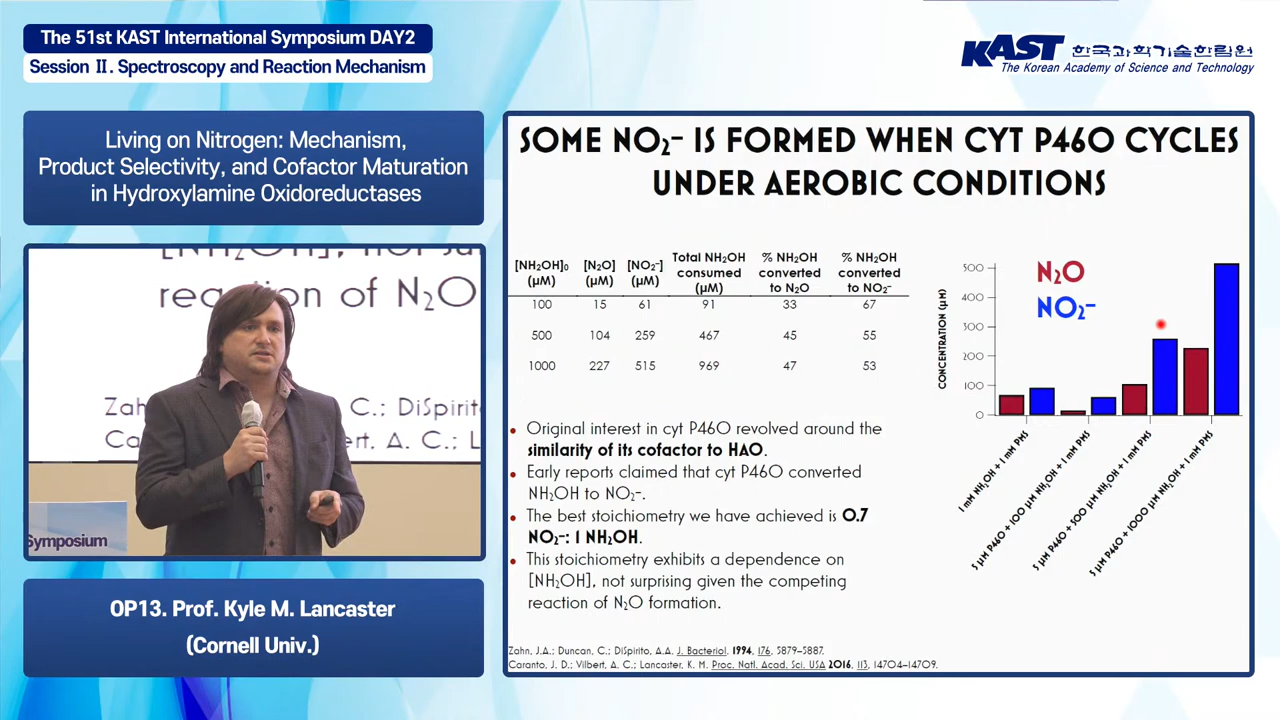 The 51st KAST International Symposium DAY2
Session Ⅱ. Spectroscopy and Reaction Mechanism
KAST 한국과학기술한림원
The Korean Academy of Science and Technology
Living on Nitrogen: Mechanism,
Product Selectivity, and Cofactor Maturation
in Hydroxylamine Oxidoreductases
reaction of N₂O
Zah
C.; DiSpirito
Ca
ert, A. C.; L
Symposium
OP13. Prof. Kyle M. Lancaster
(Cornell Univ.)
SOME NO₂⁻ IS FORMED WHEN CYT P460 CYCLES
UNDER AEROBIC CONDITIONS
[NH₂OH]₀ (µM) [N₂O] (µM) [NO₂⁻] (µM) Total NH₂OH consumed (µM) % NH₂OH converted to N₂O % NH₂OH converted to NO₂⁻
100 15 61 91 33 67
500 104 259 467 45 55
1000 227 515 969 47 53
• Original interest in cyt P460 revolved around the
similarity of its cofactor to HAO.
• Early reports claimed that cyt P460 converted
NH₂OH to NO₂⁻.
• The best stoichiometry we have achieved is 0.7
NO₂⁻: 1 NH₂OH.
• This stoichiometry exhibits a dependence on
[NH₂OH], not surprising given the competing
reaction of N₂O formation.
N₂O
NO₂⁻
CONCENTRATION (µM)
500
400
300
200
100
0
1 mM NH₂OH + 1 mM PMS
5 µM P460 + 100 µM NH₂OH + 1 mM PMS
5 µM P460 + 500 µM NH₂OH + 1 mM PMS
5 µM P460 + 1000 µM NH₂OH + 1 mM PMS
Zahn, J.A.; Duncan, C.; DiSpirito, A.A. J. Bacteriol. 1994, 176, 5879–5887.
Caranto, J. D.; Vilbert, A. C.; Lancaster, K. M. Proc. Natl. Acad. Sci. USA 2016, 113, 14704–14709.